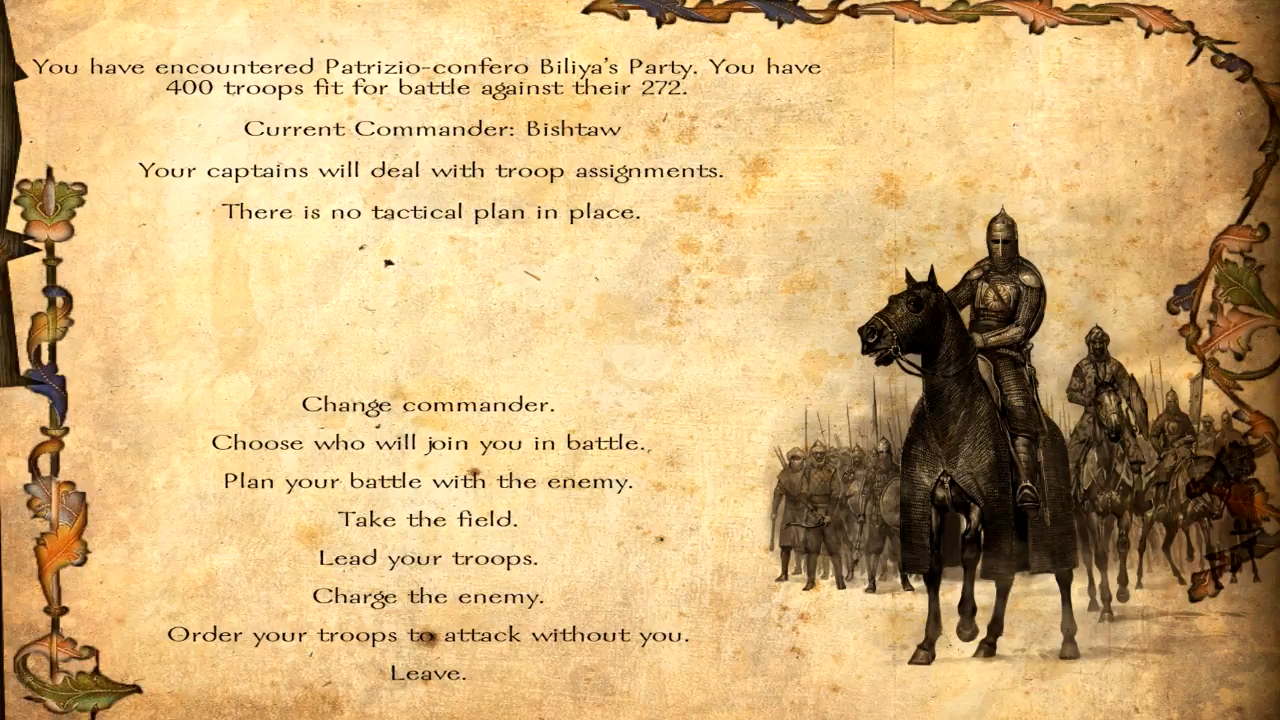 You have encountered Patrizio-confero Biliya's Party. You have
400 troops fit for battle against their 272.
Current Commander: Bishtaw
Your captains will deal with troop assignments.
There is no tactical plan in place.
Change commander.
Choose who will join you in battle.
Plan your battle with the enemy.
Take the field.
Lead your troops.
Charge the enemy.
Order your troops to attack without you.
Leave.